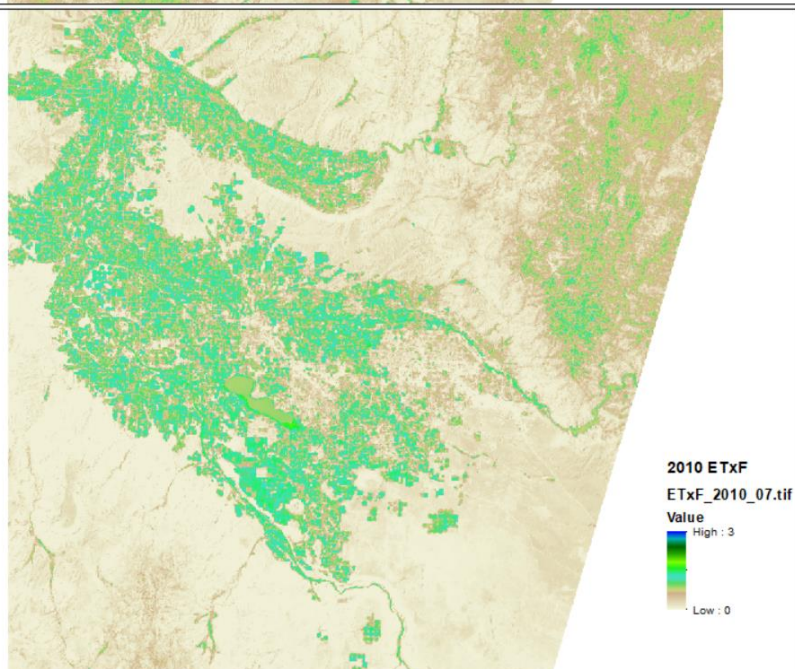 2010 ETxF
ETxF_2010_07.tif
Value
High : 3
Low : 0